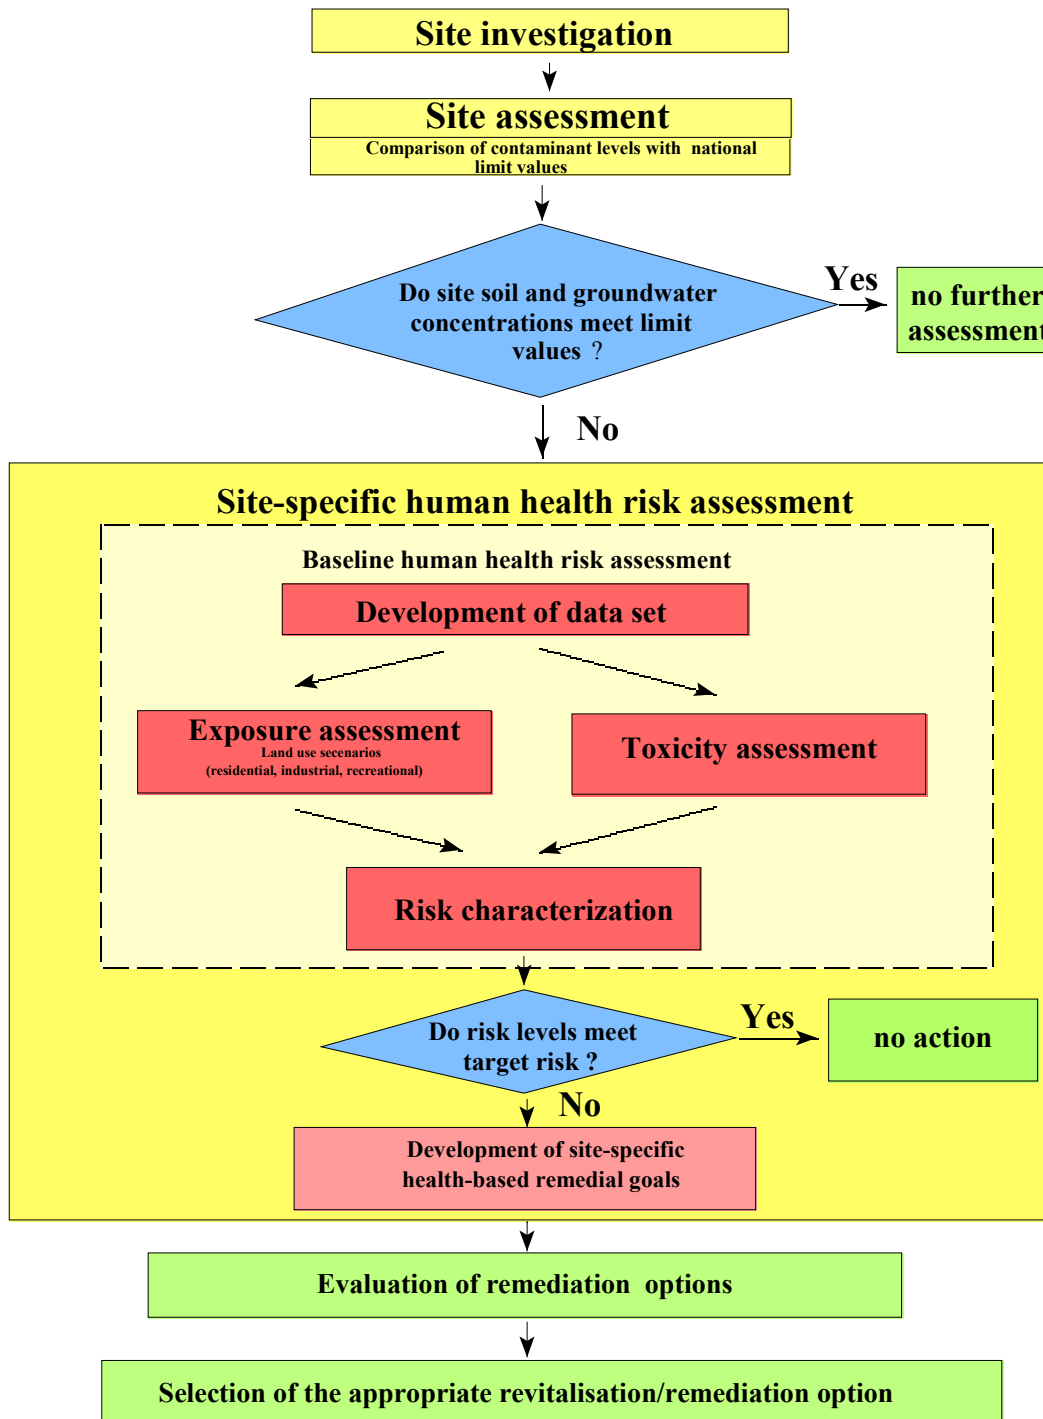 Site investigation
Site assessment
Comparison of contaminant levels with national
limit values
Do site soil and groundwater
concentrations meet limit
values ?
Yes
no further
assessment
No
Site-specific human health risk assessment
Baseline human health risk assessment
Development of data set
Exposure assessment
Land use secenarios
(residential, industrial, recreational)
Toxicity assessment
Risk characterization
Do risk levels meet
target risk ?
Yes
no action
No
Development of site-specific
health-based remedial goals
Evaluation of remediation options
Selection of the appropriate revitalisation/remediation option